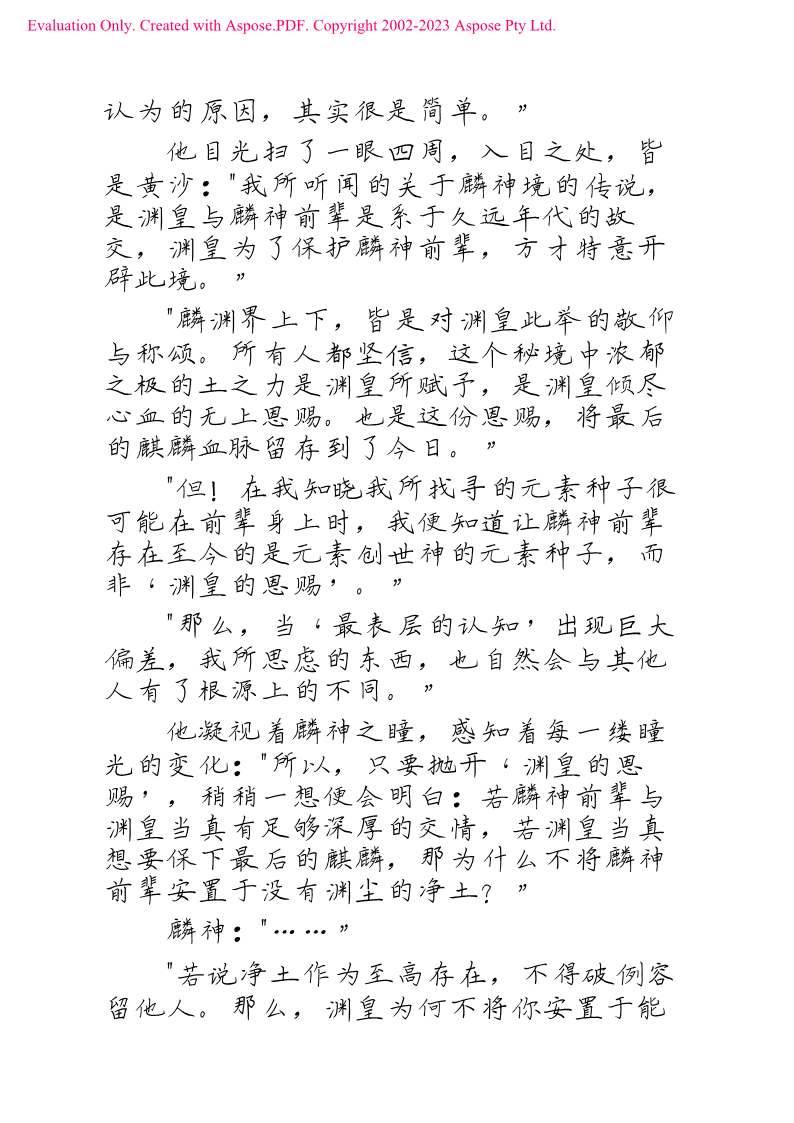 Evaluation Only. Created with Aspose.PDF. Copyright 2002-2023 Aspose Pty Ltd.
认为的原因，其实很是简单。”
他目光扫了一眼四周，入目之处，皆
是黄沙："我所听闻的关于麟神境的传说，
是渊皇与麟神前辈是系于久远年代的故
交，渊皇为了保护麟神前辈，方才特意开
辟此境。”
"麟渊界上下，皆是对渊皇此举的敬仰
与称颂。所有人都坚信，这个秘境中浓郁
之极的土之力是渊皇所赋予，是渊皇倾尽
心血的无上恩赐。也是这份恩赐，将最后
的麒麟血脉留存到了今日。”
"但！在我知晓我所找寻的元素种子很
可能在前辈身上时，我便知道让麟神前辈
存在至今的是元素创世神的元素种子，而
非‘渊皇的恩赐’。”
"那么，当‘最表层的认知’出现巨大
偏差，我所思虑的东西，也自然会与其他
人有了根源上的不同。”
他凝视着麟神之瞳，感知着每一缕瞳
光的变化："所以，只要抛开‘渊皇的恩
赐’，稍稍一想便会明白：若麟神前辈与
渊皇当真有足够深厚的交情，若渊皇当真
想要保下最后的麒麟，那为什么不将麟神
前辈安置于没有渊尘的净土？”
麟神："……”
"若说净土作为至高存在，不得破例容
留他人。那么，渊皇为何不将你安置于能